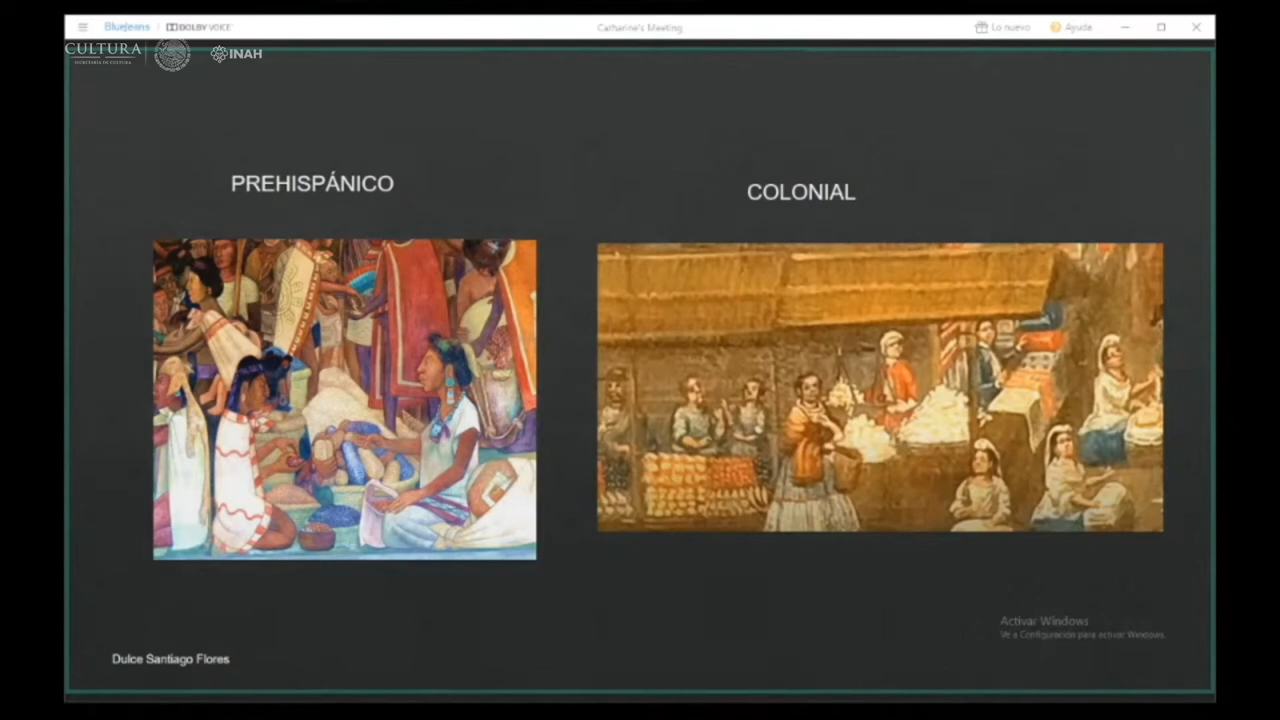 BlueJeans
DOLBY VOICE
Catharine's Meeting
Lo nuevo
Ayuda
CULTURA
SECRETARÍA DE CULTURA
INAH
PREHISPÁNICO
COLONIAL
Activar Windows
Ve a Configuración para activar Windows.
Dulce Santiago Flores